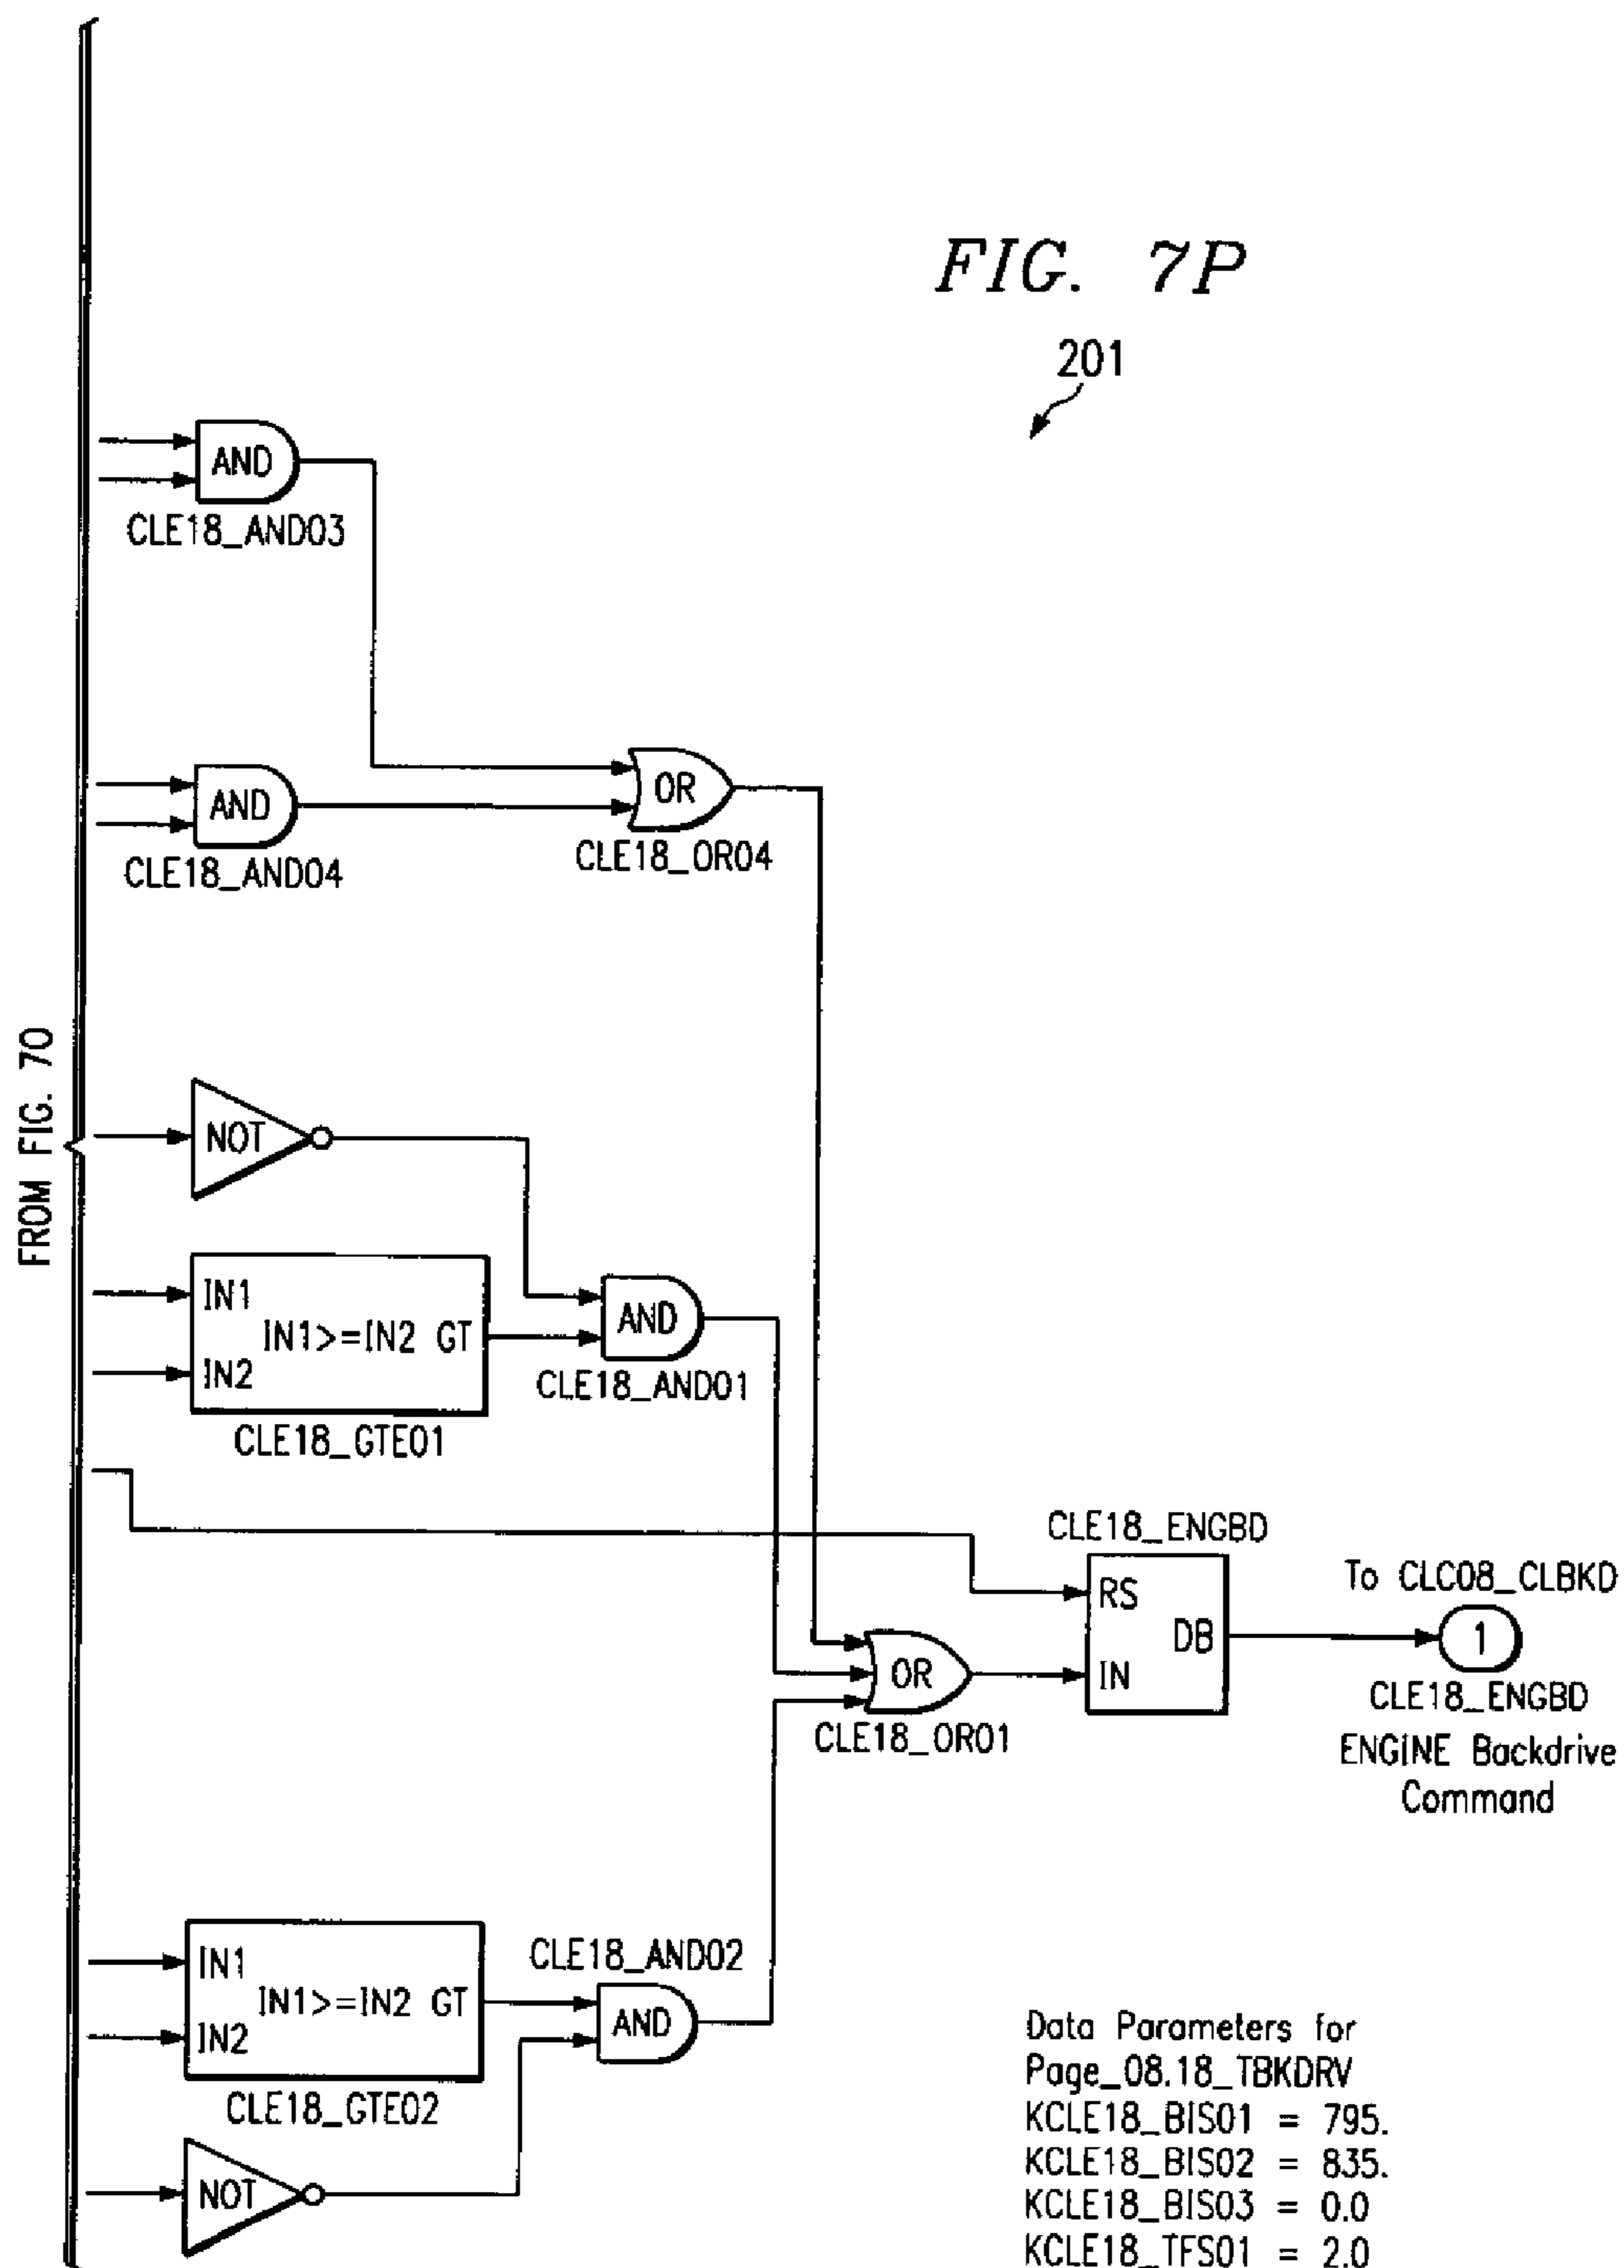 FIG. 7P
201
AND
CLE18_AND03
AND
CLE18_AND04
OR
CLE18_OR04
FROM FIG. 7O
NOT
IN1
IN1>=IN2 GT
IN2
CLE18_GTE01
AND
CLE18_AND01
CLE18_ENGBD
RS
DB
IN
To CLC08_CLBKD
1
CLE18_ENGBD
ENGINE Backdrive
Command
OR
CLE18_OR01
IN1
IN1>=IN2 GT
IN2
CLE18_GTE02
CLE18_AND02
AND
NOT
Data Parameters for
Page_08.18_TBKDRV
KCLE18_BIS01 = 795.
KCLE18_BIS02 = 835.
KCLE18_BIS03 = 0.0
KCLE18_TFS01 = 2.0